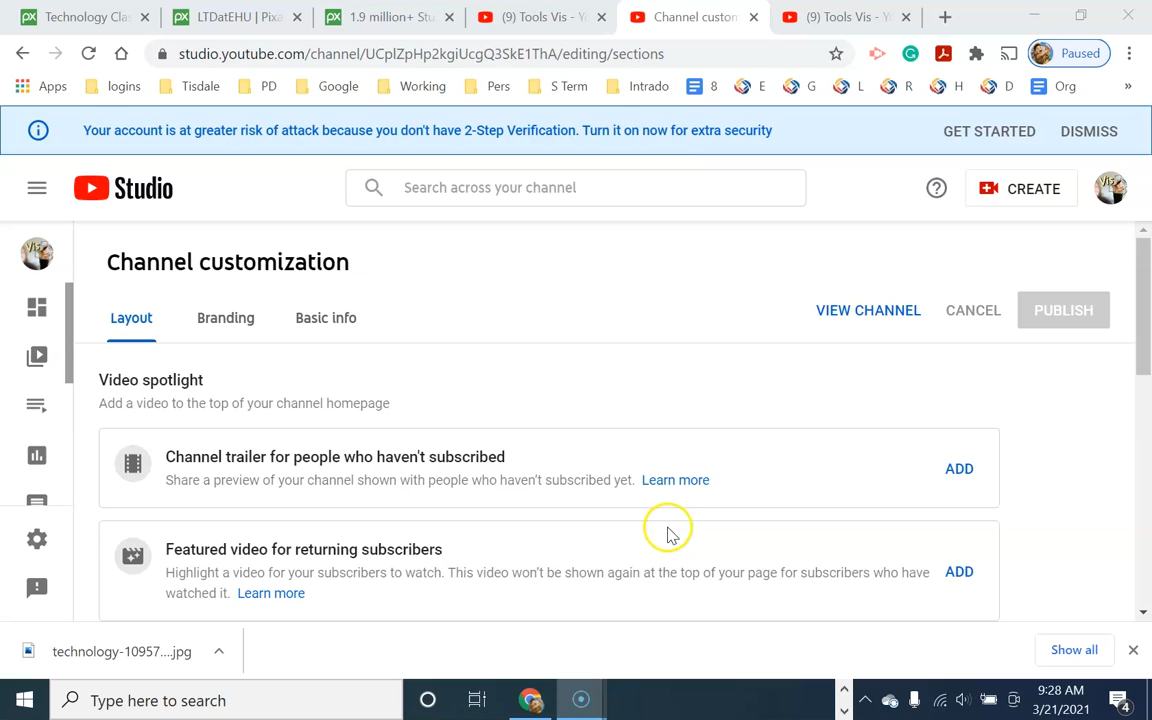 Technology Clas
LTDatEHU | Pixa
1.9 million+ Stu
(9) Tools Vis - Y
Channel custom
(9) Tools Vis - Y
studio.youtube.com/channel/UCplZpHp2kgiUcgQ3SkE1ThA/editing/sections
Paused
Apps logins Tisdale PD Google Working Pers S Term Intrado 8 E G L R H D Org »
Your account is at greater risk of attack because you don't have 2-Step Verification. Turn it on now for extra security
GET STARTED DISMISS
Studio
Search across your channel
CREATE
Vis
Vis
Channel customization
Layout Branding Basic info
VIEW CHANNEL CANCEL PUBLISH
Video spotlight
Add a video to the top of your channel homepage
Channel trailer for people who haven't subscribed
Share a preview of your channel shown with people who haven't subscribed yet. Learn more
ADD
Featured video for returning subscribers
Highlight a video for your subscribers to watch. This video won't be shown again at the top of your page for subscribers who have
watched it. Learn more
ADD
technology-10957....jpg
Show all
Type here to search
9:28 AM
3/21/2021
4